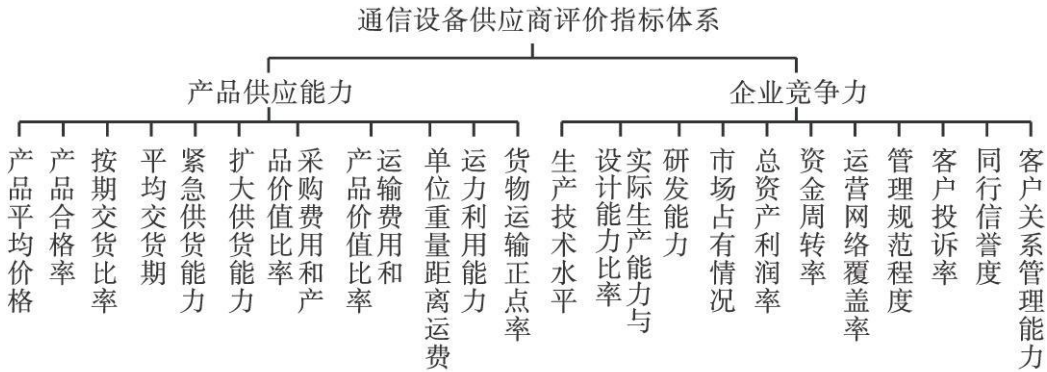 通信设备供应商评价指标体系
产品供应能力
企业竞争力
产品平均价格
产品合格率
按期交货比率
平均交货期
紧急供货能力
扩大供货能力
采购费用和产
品价值比率
运输费用和
产品价值比率
单位重量距离运费
运力利用能力
货物运输正点率
生产技术水平
实际生产能力与
设计能力比率
研发能力
市场占有情况
总资产利润率
资金周转率
运营网络覆盖率
管理规范程度
客户投诉率
同行信誉度
客户关系管理能力